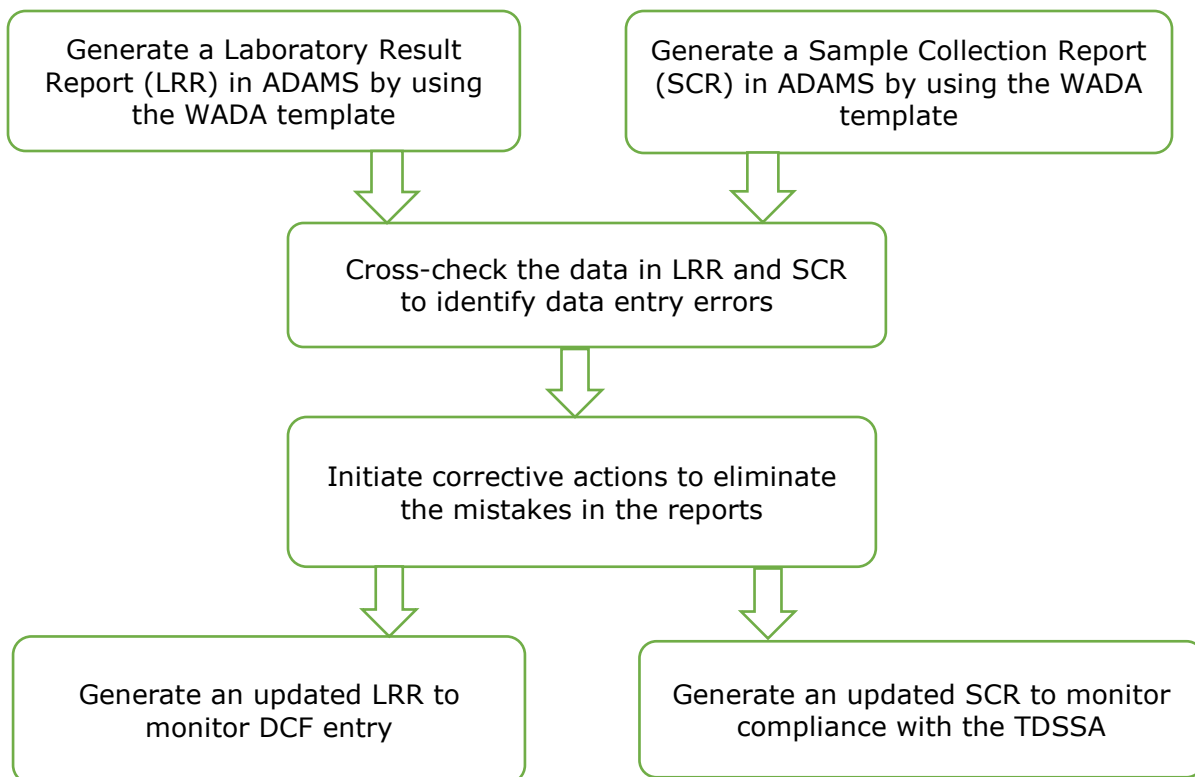 Generate a Laboratory Result
Report (LRR) in ADAMS by using
the WADA template
Generate a Sample Collection Report
(SCR) in ADAMS by using the WADA
template
Cross-check the data in LRR and SCR
to identify data entry errors
Initiate corrective actions to eliminate
the mistakes in the reports
Generate an updated LRR to
monitor DCF entry
Generate an updated SCR to monitor
compliance with the TDSSA